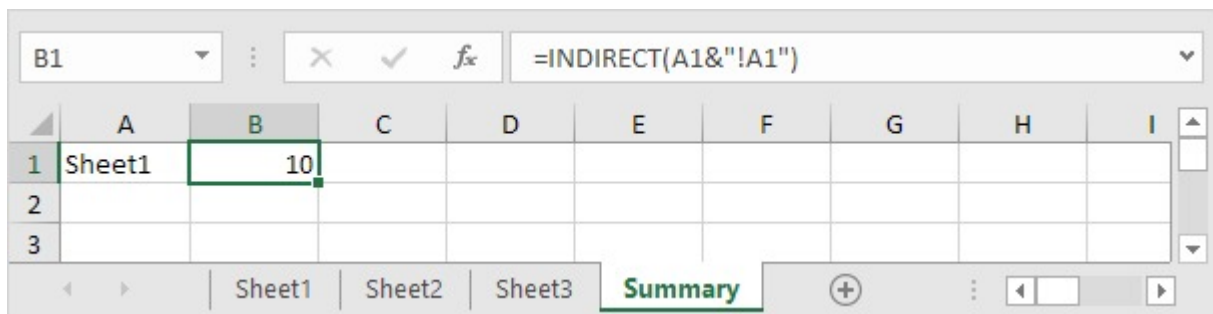 B1 fx =INDIRECT(A1&"!A1")
A B C D E F G H I
1 Sheet1 10
2
3
Sheet1 Sheet2 Sheet3 Summary